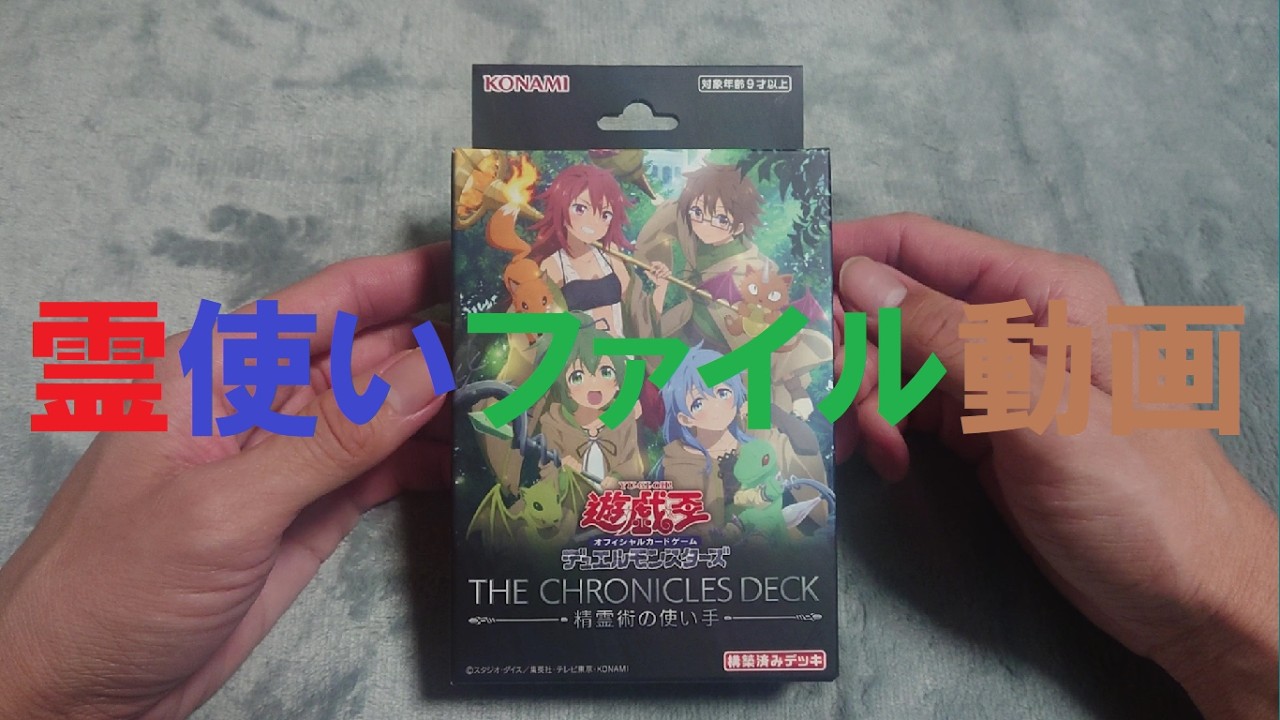 KONAMI
対象年齢9才以上
霊使いファイル動画
YU-GI-OH!
遊戯王
オフィシャルカードゲーム
デュエルモンスターズ
THE CHRONICLES DECK
精霊術の使い手
構築済みデッキ
©スタジオ・ダイス/集英社・テレビ東京・KONAMI